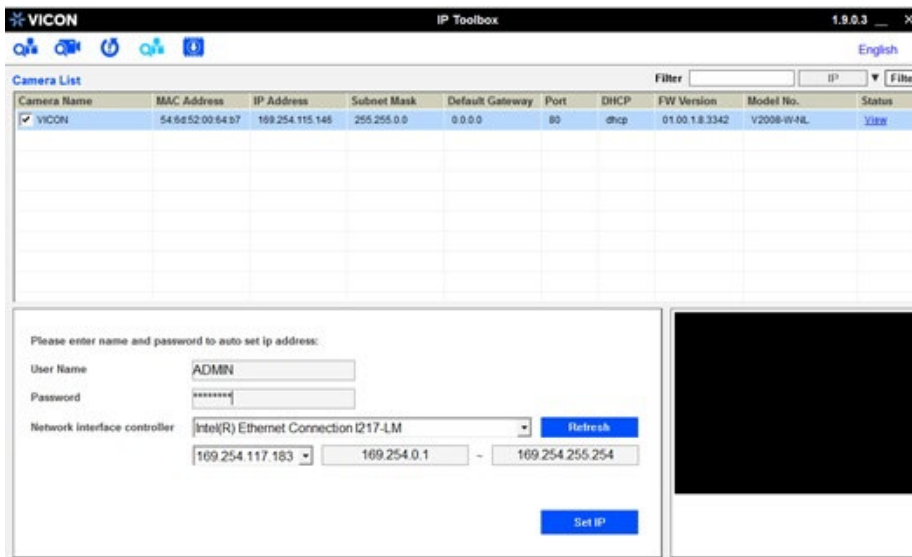 VICON IP Toolbox 1.9.0.3
English
Camera List Filter IP
Camera Name MAC Address IP Address Subnet Mask Default Gateway Port DHCP FW Version Model No. Status
VICON 54:6d:52:00:64:b7 169.254.115.146 255.255.0.0 0.0.0.0 80 dhcp 01.00.1.8.3342 V2008-W-NL View
Please enter name and password to auto set ip address:
User Name ADMIN
Password ********
Network interface controller Intel(R) Ethernet Connection I217-LM Refresh
169.254.117.183 169.254.0.1 ~ 169.254.255.254
Set IP